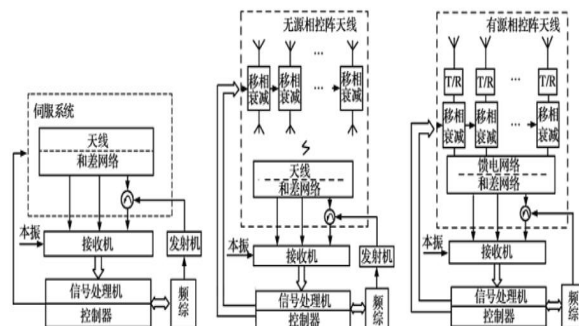 伺服系统
天线
和差网络
本振
接收机
发射机
信号处理机
控制器
频综
无源相控阵天线
...
移相
衰减
移相
衰减
...
移相
衰减
...
天线
和差网络
本振
接收机
发射机
信号处理机
控制器
频综
有源相控阵天线
...
T/R
T/R
...
T/R
移相
衰减
移相
衰减
...
移相
衰减
馈电网络
和差网络
本振
接收机
信号处理机
控制器
频综